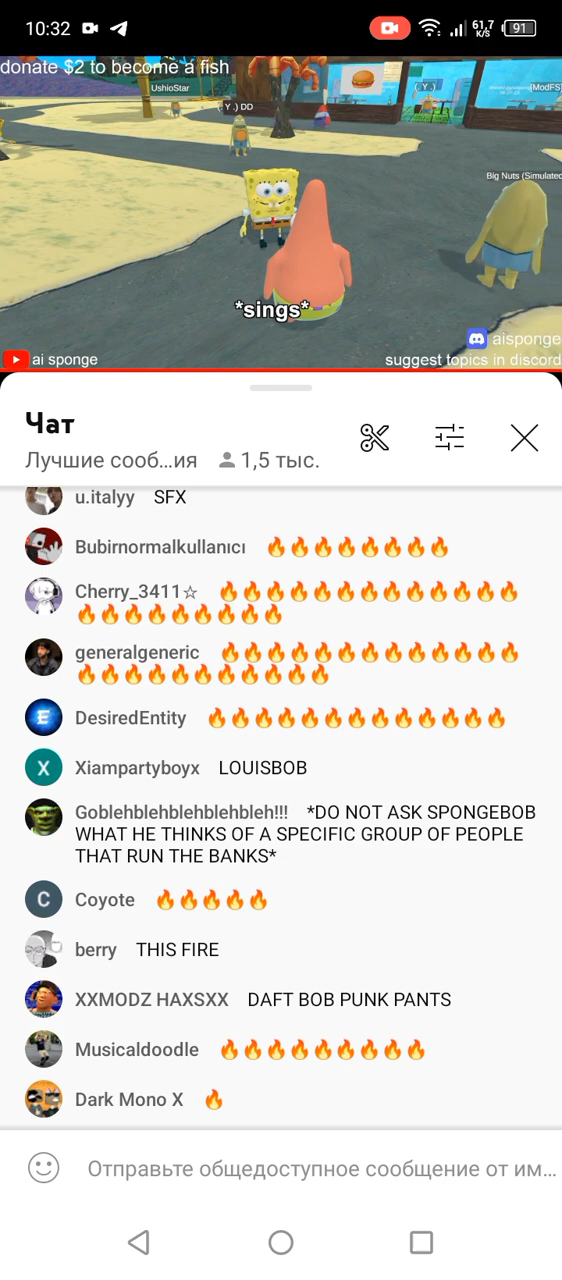 10:32
61,7
K/S
91
donate $2 to become a fish
UshioStar
(. Y .) DD
( Y )
[ModFS]
Big Nuts (Simulated
*sings*
aisponge
ai sponge
suggest topics in discord
Чат
Лучшие сооб...ия 1,5 тыс.
u.italyy SFX
Bubirnormalkullanıcı 🔥🔥🔥🔥🔥🔥🔥🔥
Cherry_3411☆ 🔥🔥🔥🔥🔥🔥🔥🔥🔥🔥🔥🔥🔥
🔥🔥🔥🔥🔥🔥🔥🔥🔥
generalgeneric 🔥🔥🔥🔥🔥🔥🔥🔥🔥🔥🔥🔥🔥
🔥🔥🔥🔥🔥🔥🔥🔥🔥🔥🔥
DesiredEntity 🔥🔥🔥🔥🔥🔥🔥🔥🔥🔥🔥🔥🔥
X
Xiampartyboyx LOUISBOB
Goblehblehblehblehbleh!!! *DO NOT ASK SPONGEBOB
WHAT HE THINKS OF A SPECIFIC GROUP OF PEOPLE
THAT RUN THE BANKS*
C
Coyote 🔥🔥🔥🔥🔥
berry THIS FIRE
XXMODZ HAXSXX DAFT BOB PUNK PANTS
Musicaldoodle 🔥🔥🔥🔥🔥🔥🔥🔥🔥
Dark Mono X 🔥
Отправьте общедоступное сообщение от им...